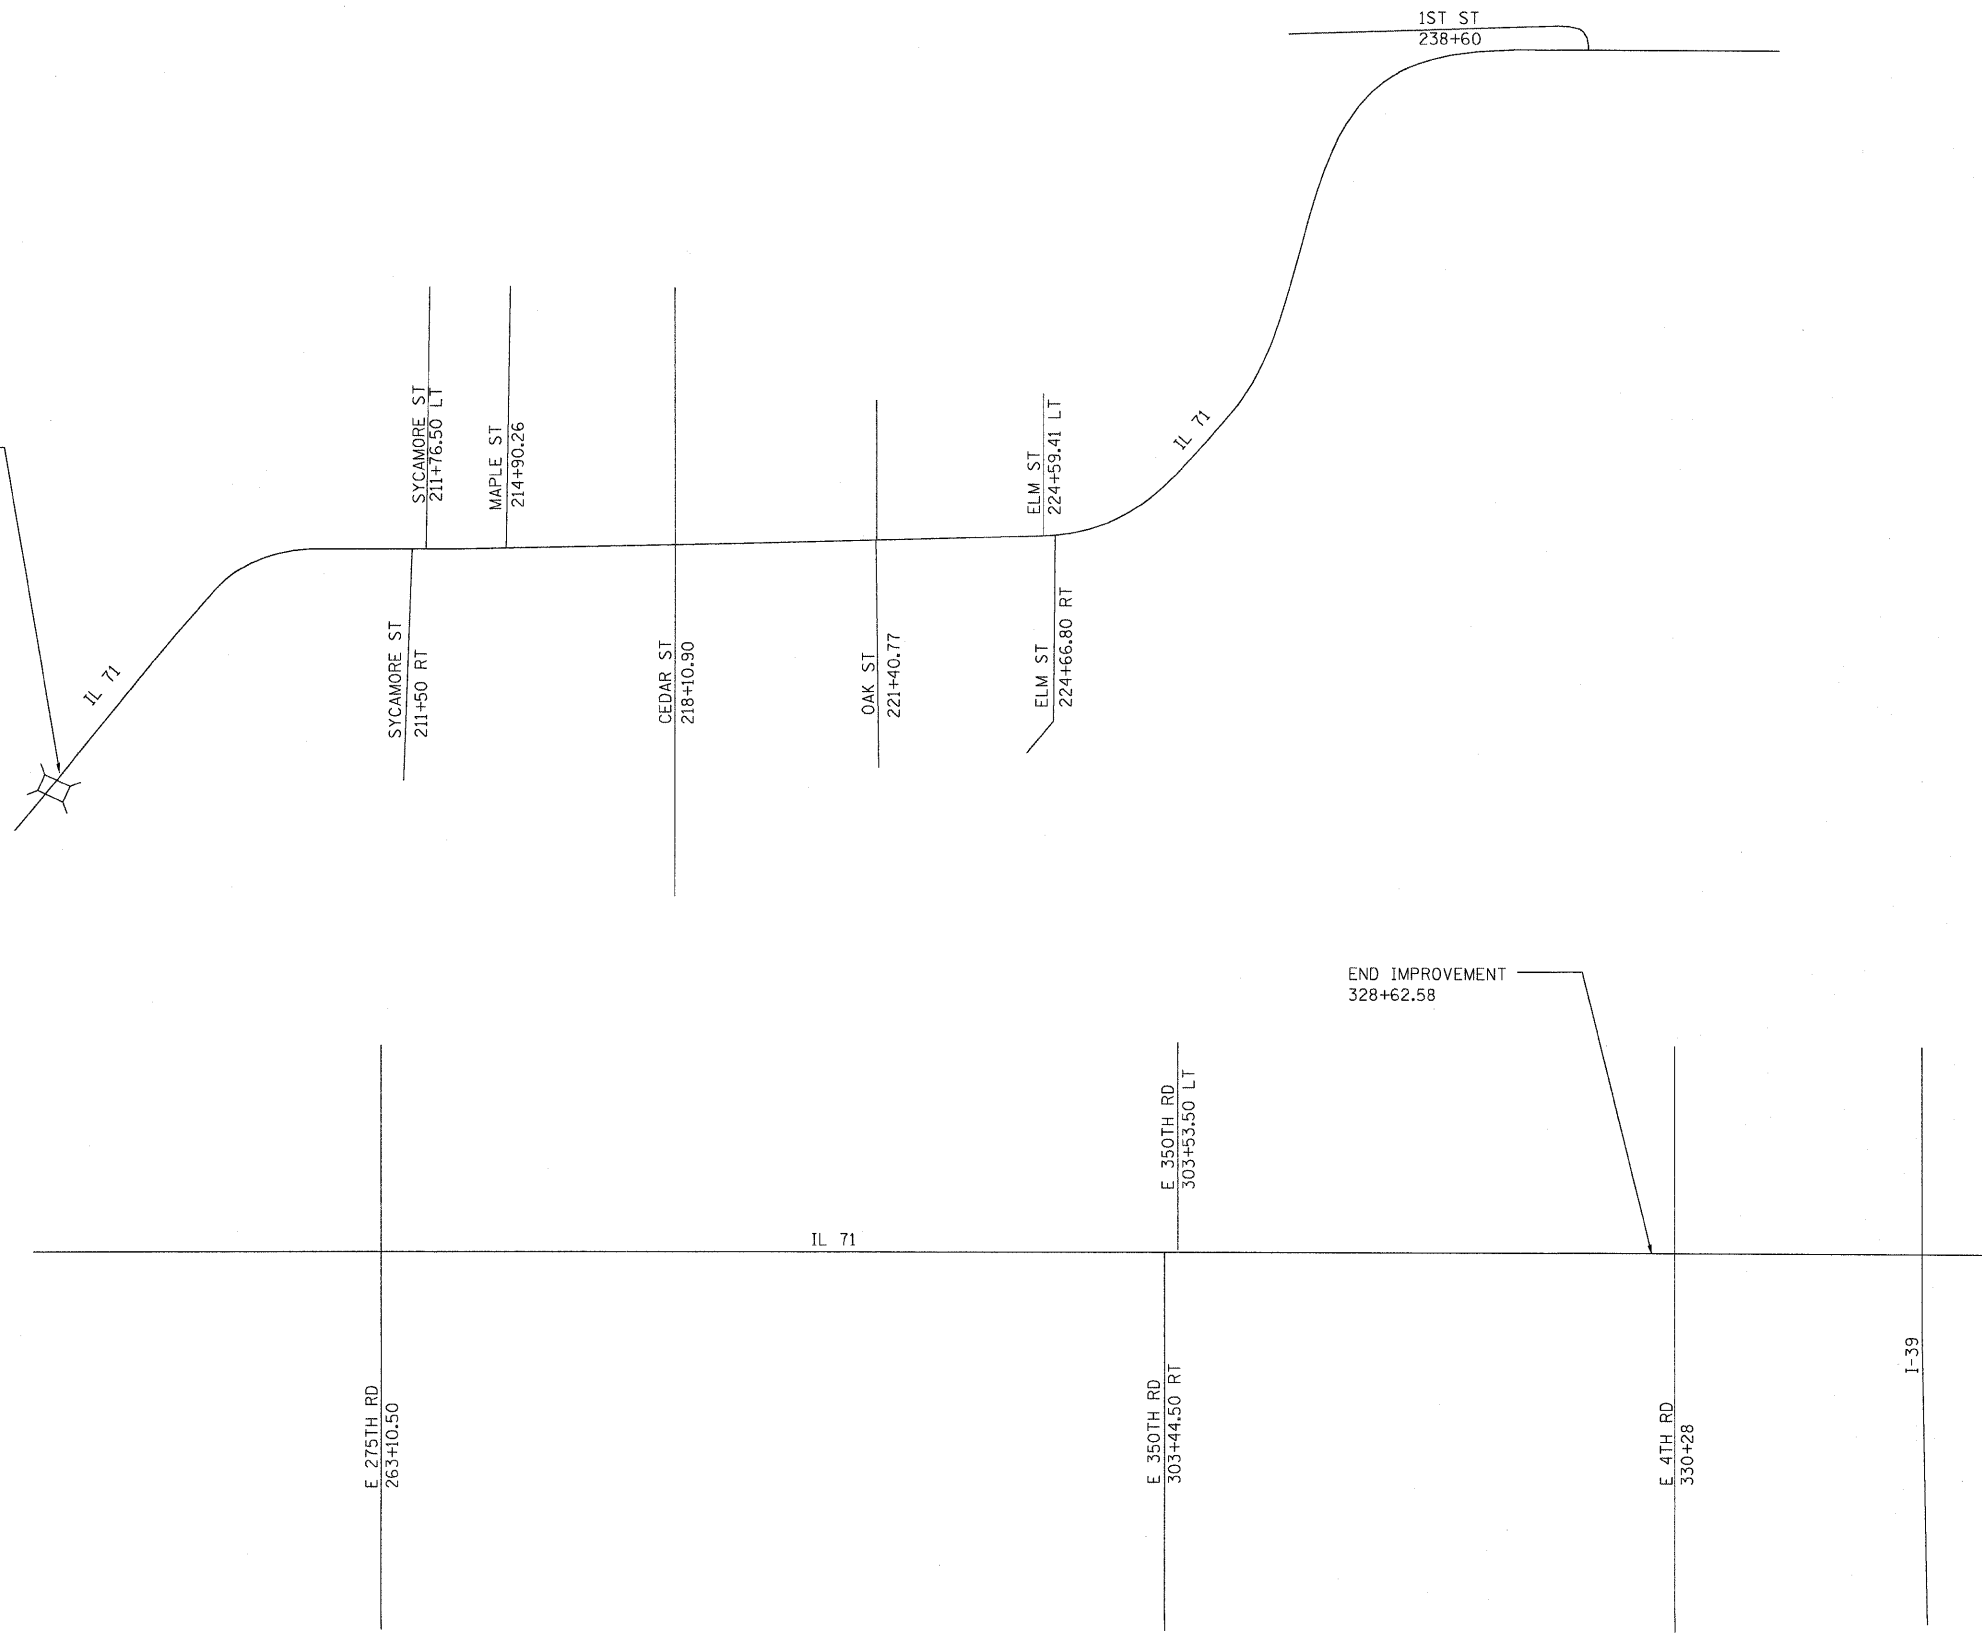 1ST ST
238+60
SYCAMORE ST
211+76.50 LT
MAPLE ST
214+90.26
ELM ST
224+59.41 LT
IL 71
IL 71
SYCAMORE ST
211+50 RT
CEDAR ST
218+10.90
OAK ST
221+40.77
ELM ST
224+66.80 RT
END IMPROVEMENT
328+62.58
E 350TH RD
303+53.50 LT
IL 71
E 275TH RD
263+10.50
E 350TH RD
303+44.50 RT
E 4TH RD
330+28
I-39